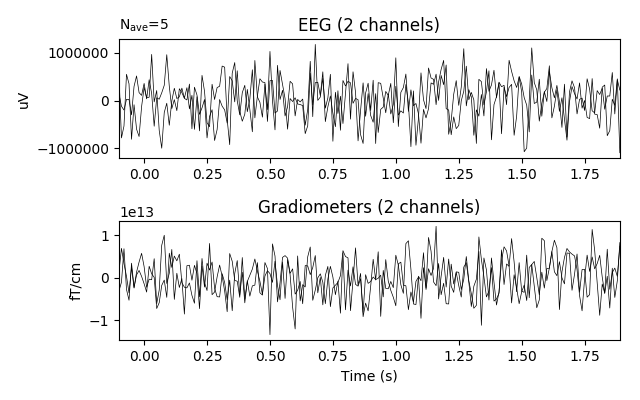 N_ave=5
EEG (2 channels)
1000000
0
−1000000
uV
0.00 0.25 0.50 0.75 1.00 1.25 1.50 1.75
1e13
Gradiometers (2 channels)
1
0
−1
fT/cm
0.00 0.25 0.50 0.75 1.00 1.25 1.50 1.75
Time (s)